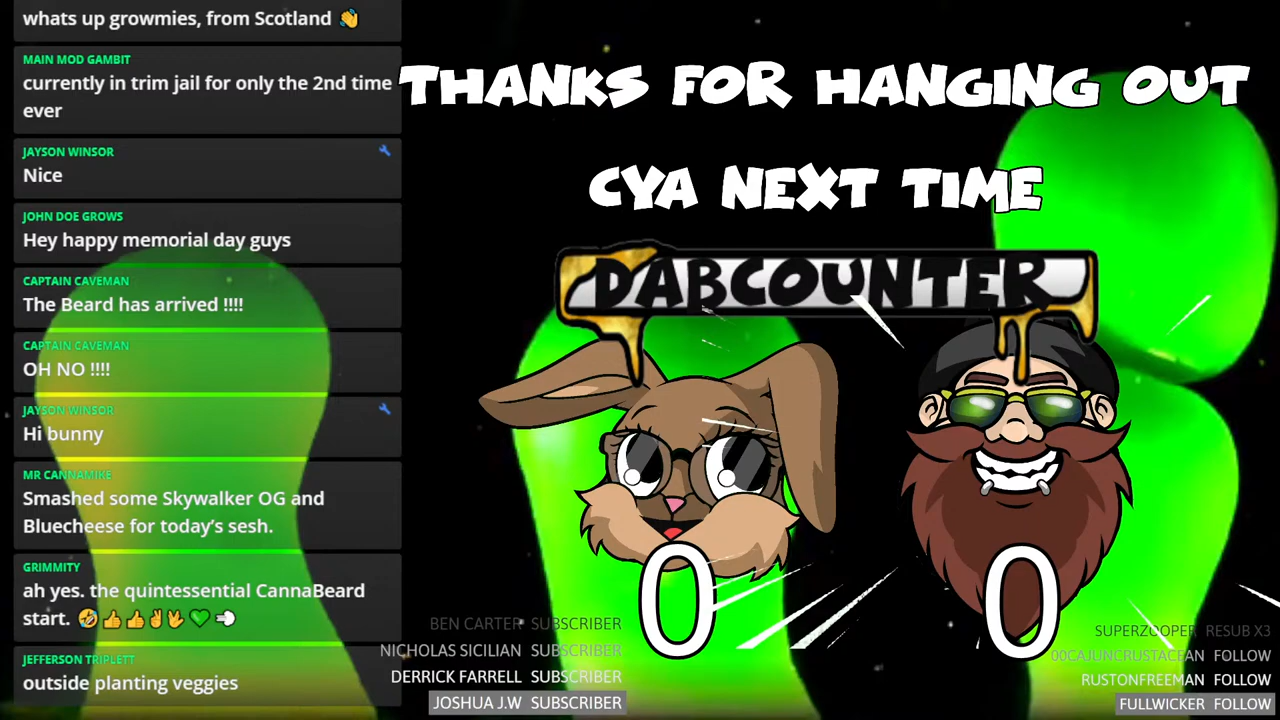 whats up growmies, from Scotland 👋
MAIN MOD GAMBIT
currently in trim jail for only the 2nd time
ever
JAYSON WINSOR
Nice
JOHN DOE GROWS
Hey happy memorial day guys
CAPTAIN CAVEMAN
The Beard has arrived !!!!
CAPTAIN CAVEMAN
OH NO !!!!
JAYSON WINSOR
Hi bunny
MR CANNAMIKE
Smashed some Skywalker OG and
Bluecheese for today's sesh.
GRIMMITY
ah yes. the quintessential CannaBeard
start. 🤣👍👍✌🖖💚💨
JEFFERSON TRIPLETT
outside planting veggies
THANKS FOR HANGING OUT
CYA NEXT TIME
DABCOUNTER
0
0
BEN CARTER SUBSCRIBER
NICHOLAS SICILIAN SUBSCRIBER
DERRICK FARRELL SUBSCRIBER
JOSHUA J.W SUBSCRIBER
SUPERZOOPER RESUB X3
00CAJUNCRUSTACEAN FOLLOW
RUSTONFREEMAN FOLLOW
FULLWICKER FOLLOW